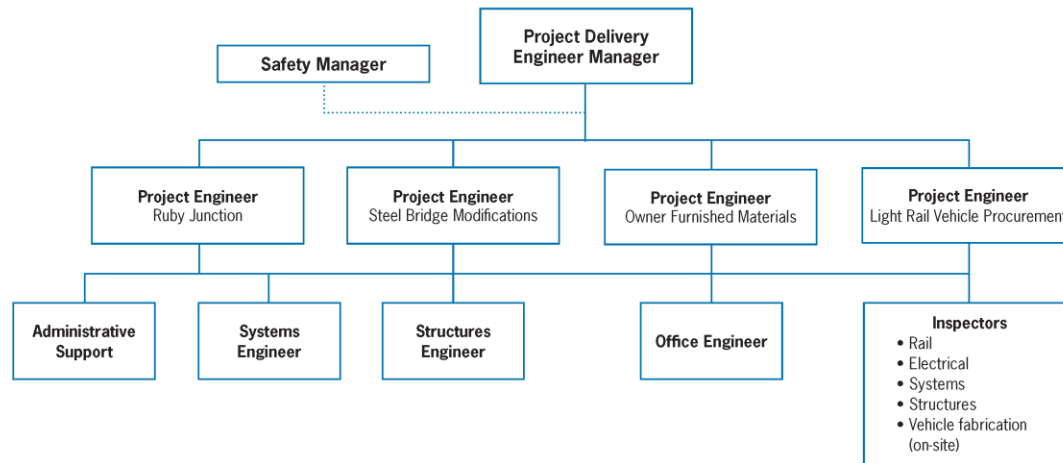 Project Delivery
Engineer Manager
Safety Manager
Project Engineer
Ruby Junction
Project Engineer
Steel Bridge Modifications
Project Engineer
Owner Furnished Materials
Project Engineer
Light Rail Vehicle Procurement
Administrative
Support
Systems
Engineer
Structures
Engineer
Office Engineer
Inspectors
• Rail
• Electrical
• Systems
• Structures
• Vehicle fabrication
(on-site)